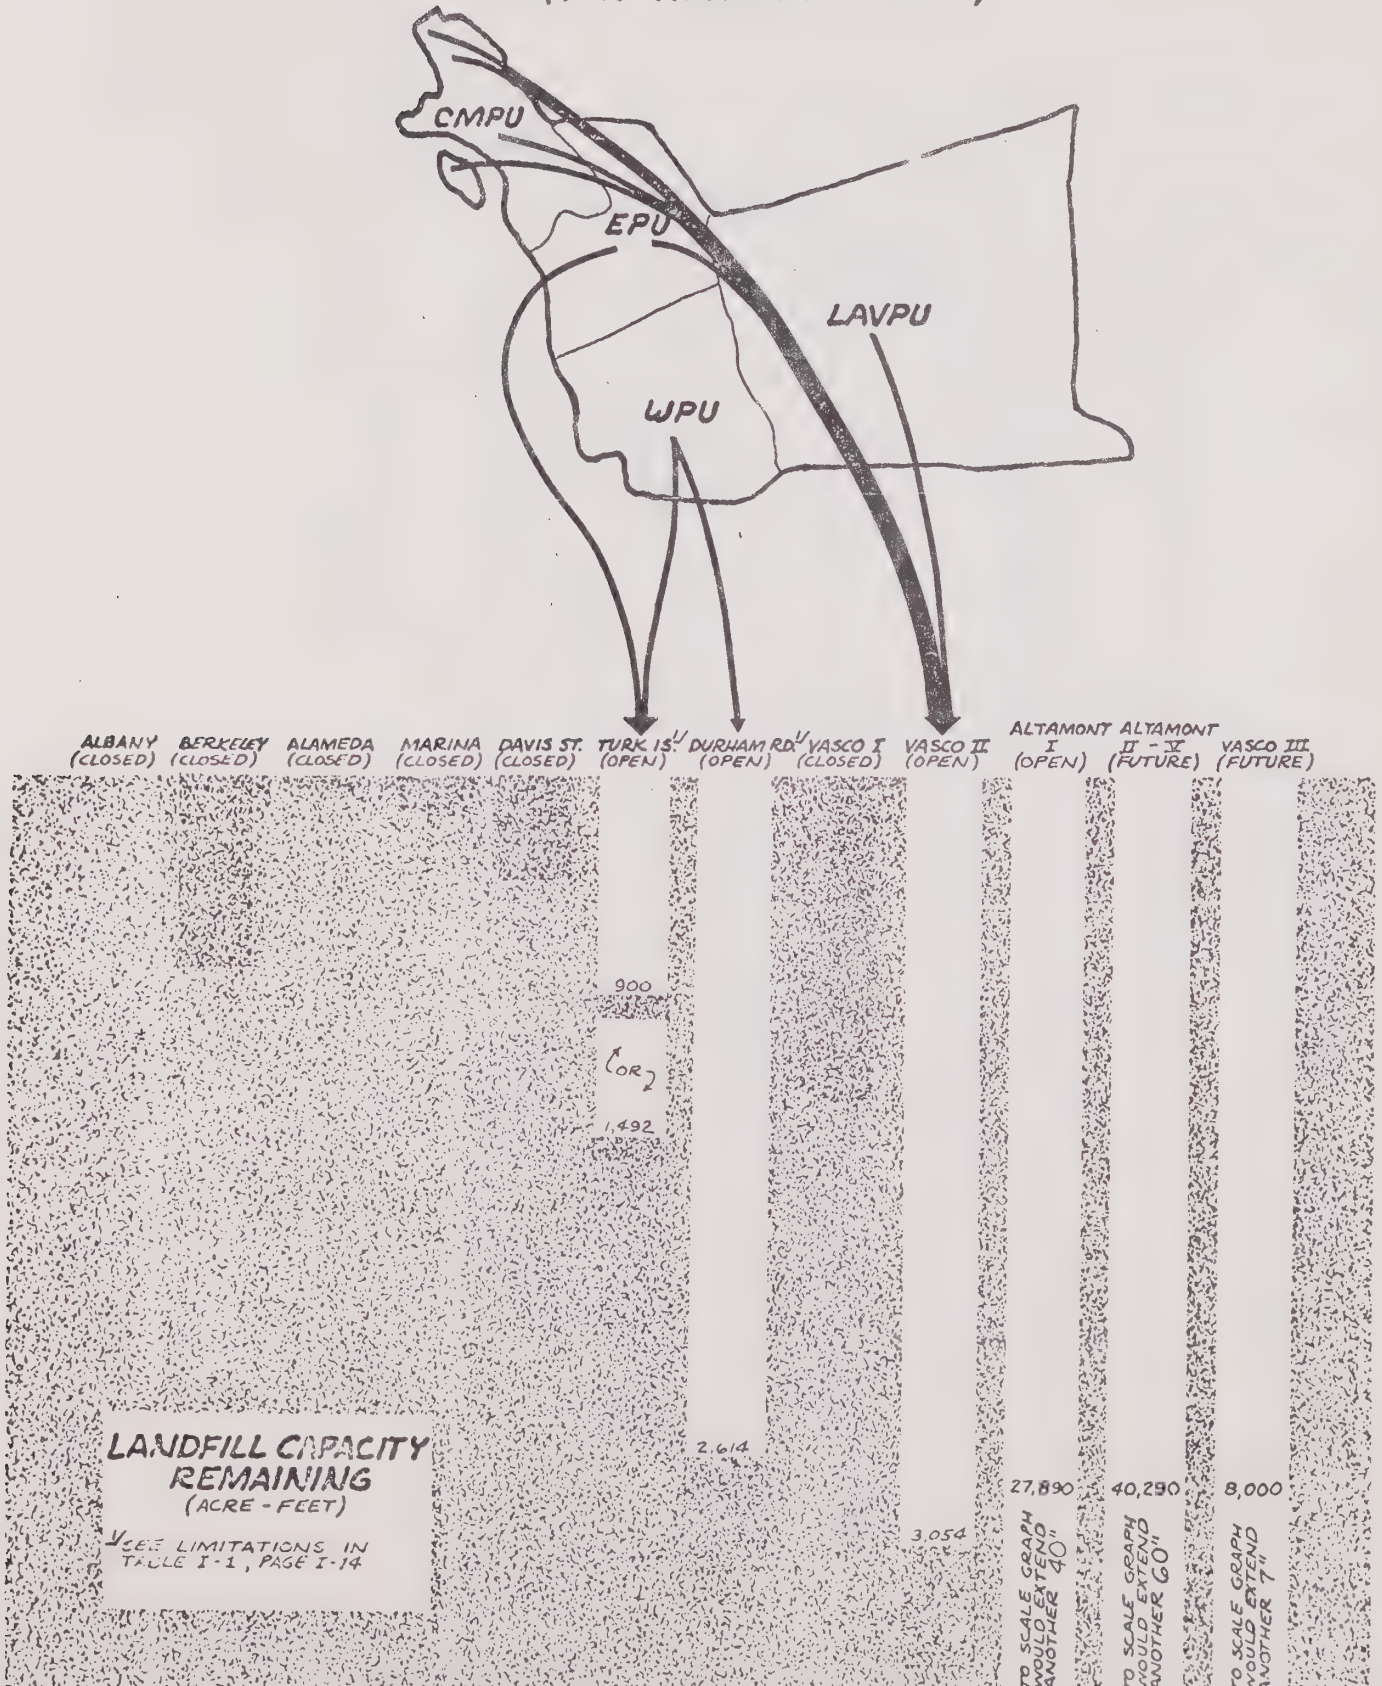 CMPU
EPU
LAVPU
WPU
ALBANY
(CLOSED)
BERKELEY
(CLOSED)
ALAMEDA
(CLOSED)
MARINA
(CLOSED)
DAVIS ST.
(CLOSED)
TURK IS. 1/
(OPEN)
DURHAM RD. 1/
(OPEN)
VASCO I
(CLOSED)
VASCO II
(OPEN)
ALTAMONT
I
(OPEN)
ALTAMONT
II - V
(FUTURE)
VASCO III
(FUTURE)
900
OR
1,492
2,614
3,054
27,890
40,290
8,000
TO SCALE GRAPH
WOULD EXTEND
ANOTHER 40"
TO SCALE GRAPH
WOULD EXTEND
ANOTHER 60"
TO SCALE GRAPH
WOULD EXTEND
ANOTHER 7"
LANDFILL CAPACITY
REMAINING
(ACRE - FEET)
1/ SEE LIMITATIONS IN
TABLE I-1, PAGE I-14